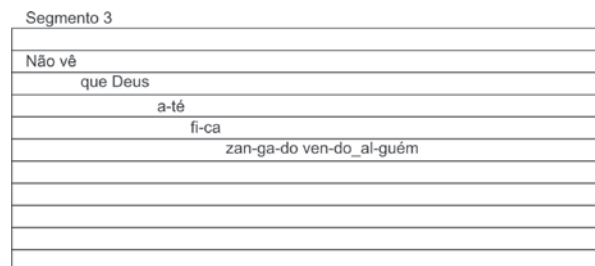 Segmento 3
Não vê
que Deus
a-té
fi-ca
zan-ga-do ven-do_al-guém